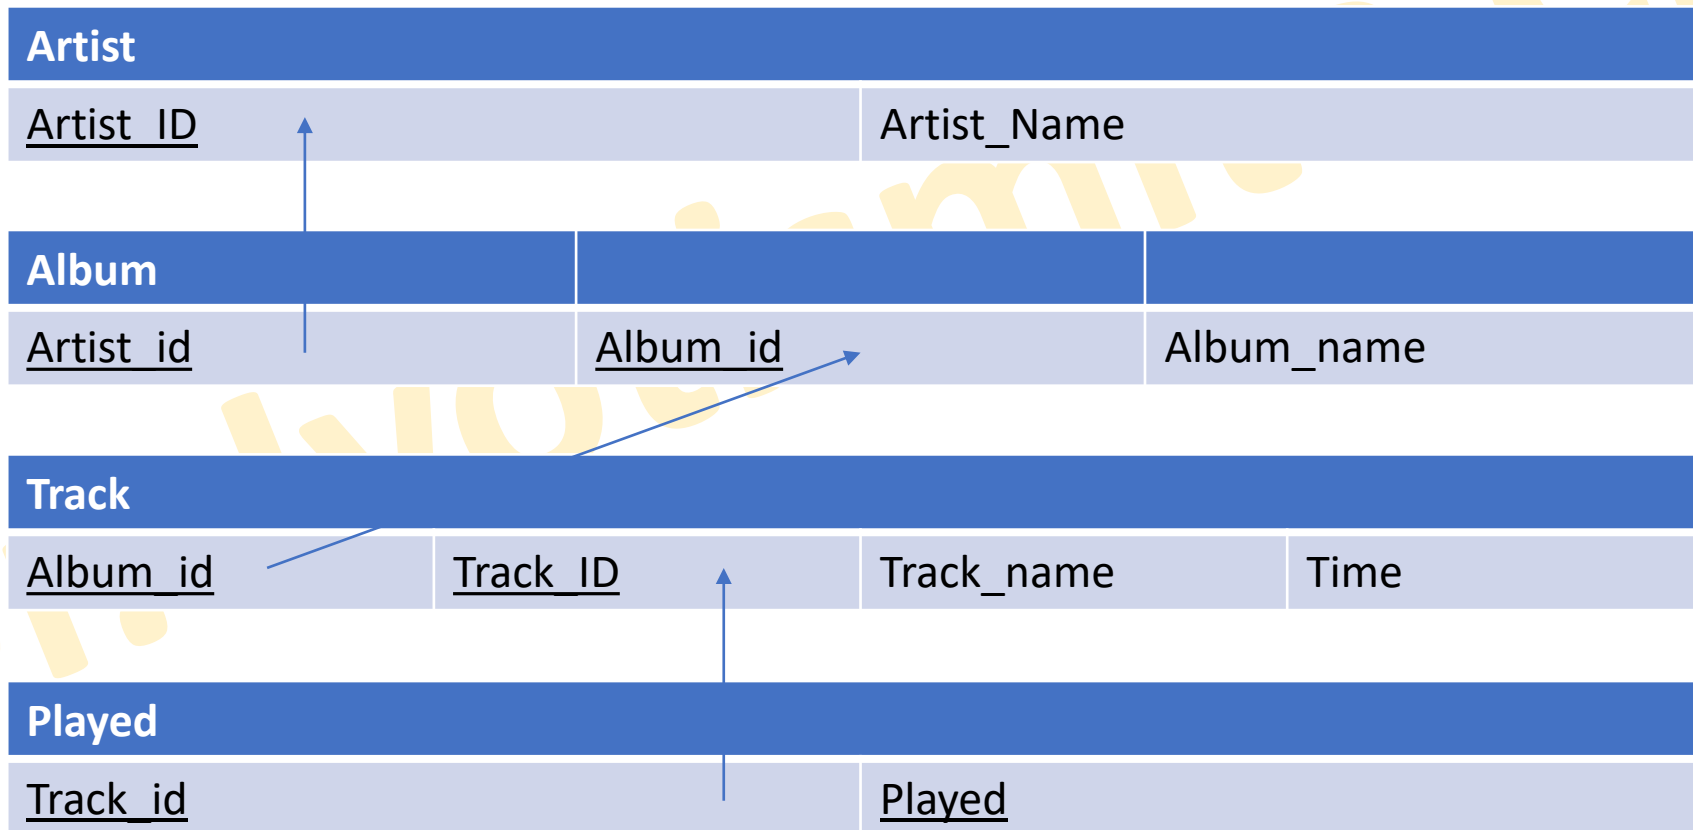 Artist
Artist_ID Artist_Name
Album
Artist_id Album_id Album_name
Track
Album_id Track_ID Track_name Time
Played
Track_id Played